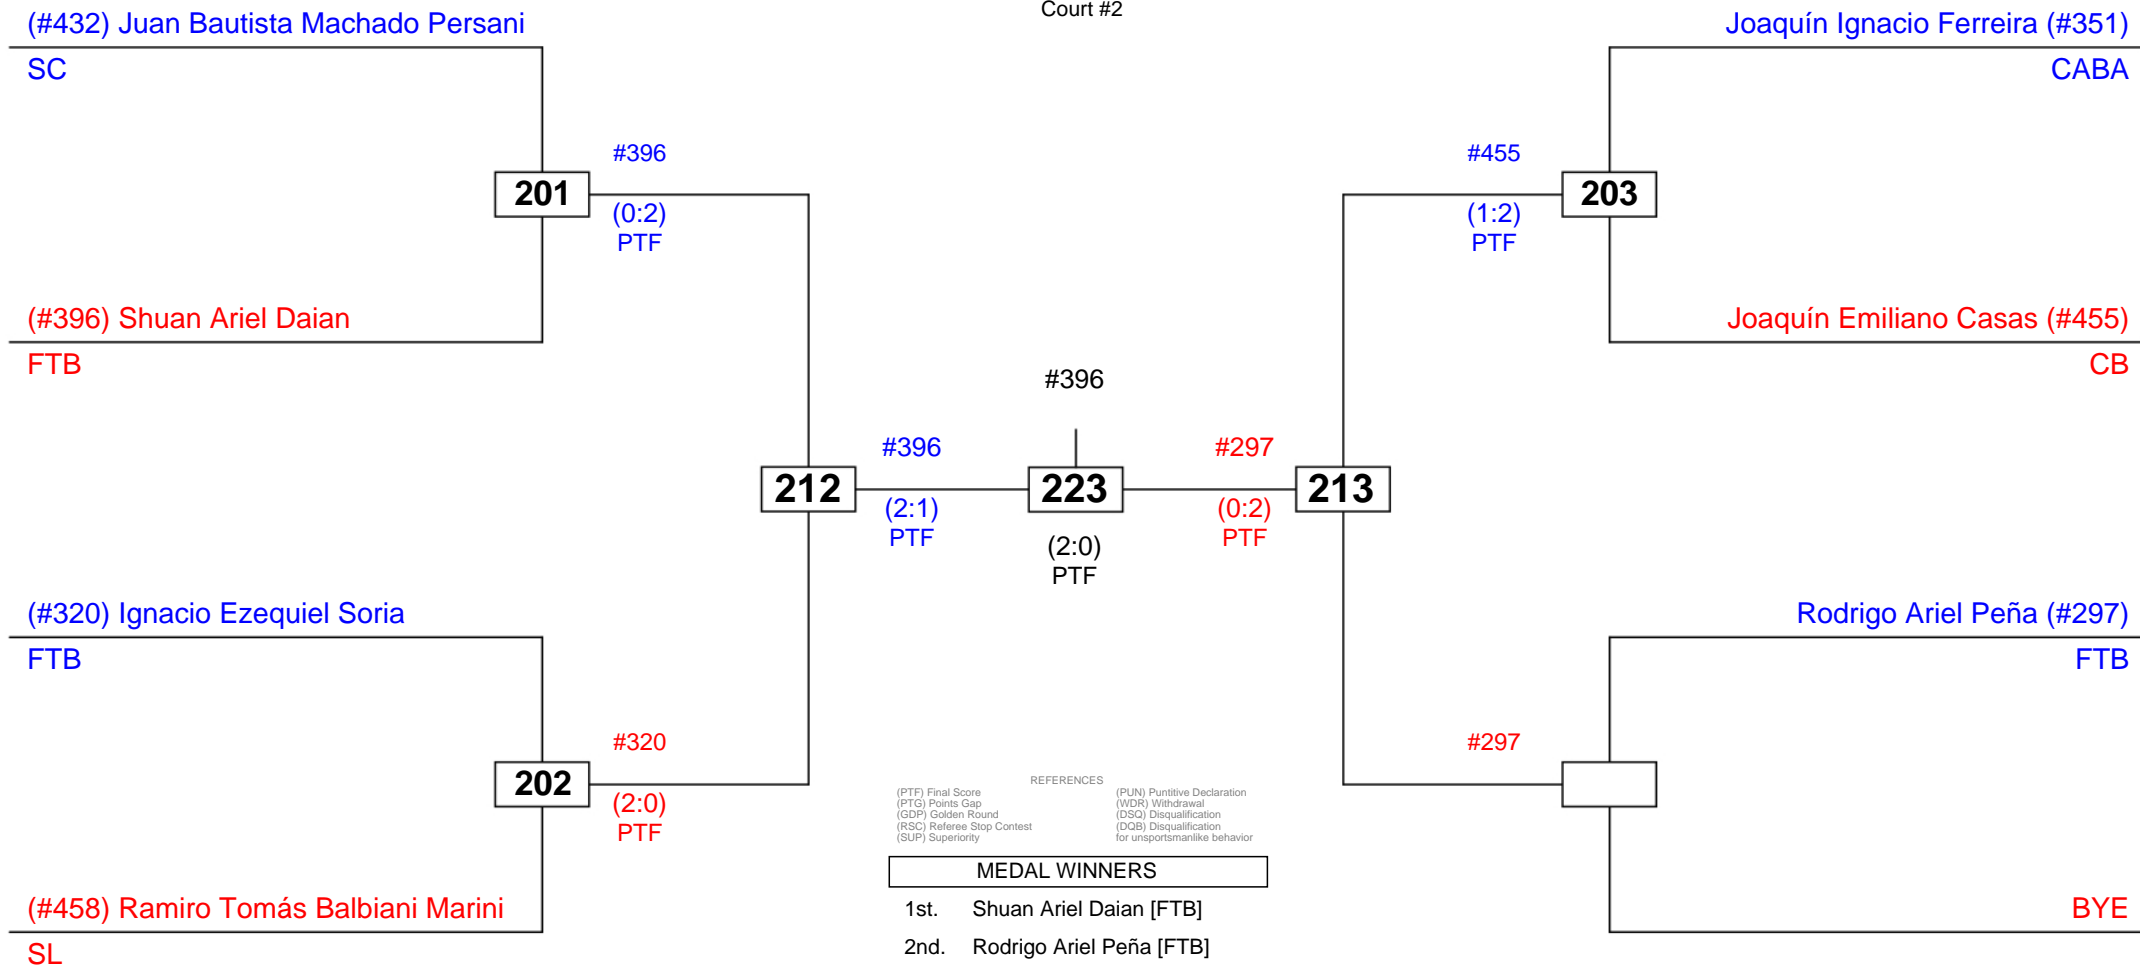 Court #2
(#432) Juan Bautista Machado Persani
SC
Joaquín Ignacio Ferreira (#351)
CABA
#396
201
(0:2)
PTF
#455
203
(1:2)
PTF
(#396) Shuan Ariel Daian
FTB
Joaquín Emiliano Casas (#455)
CB
#396
#396
212
(2:1)
PTF
223
(2:0)
PTF
#297
213
(0:2)
PTF
(#320) Ignacio Ezequiel Soria
FTB
Rodrigo Ariel Peña (#297)
FTB
#320
202
(2:0)
PTF
#297
(#458) Ramiro Tomás Balbiani Marini
SL
BYE
REFERENCES
(PTF) Final Score
(PTG) Points Gap
(GDP) Golden Round
(RSC) Referee Stop Contest
(SUP) Superiority
(PUN) Puntitive Declaration
(WDR) Withdrawal
(DSQ) Disqualification
(DQB) Disqualification
for unsportsmanlike behavior
MEDAL WINNERS
1st. Shuan Ariel Daian [FTB]
2nd. Rodrigo Ariel Peña [FTB]